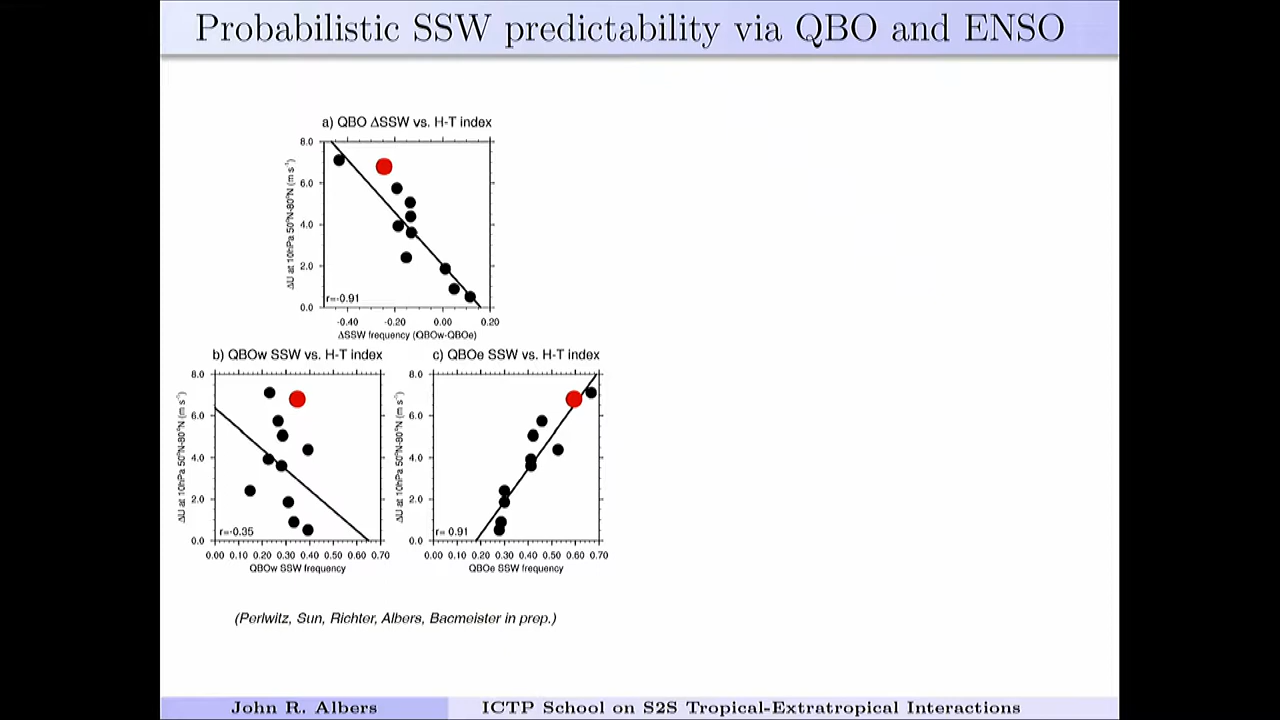 Probabilistic SSW predictability via QBO and ENSO
a) QBO ΔSSW vs. H-T index
8.0
6.0
4.0
2.0
0.0
ΔU at 10hPa 50°N-80°N (m s⁻¹)
r=-0.91
-0.40 -0.20 0.00 0.20
ΔSSW frequency (QBOw-QBOe)
b) QBOw SSW vs. H-T index
8.0
6.0
4.0
2.0
0.0
ΔU at 10hPa 50°N-80°N (m s⁻¹)
r=-0.35
0.00 0.10 0.20 0.30 0.40 0.50 0.60 0.70
QBOw SSW frequency
c) QBOe SSW vs. H-T index
8.0
6.0
4.0
2.0
0.0
ΔU at 10hPa 50°N-80°N (m s⁻¹)
r= 0.91
0.00 0.10 0.20 0.30 0.40 0.50 0.60 0.70
QBOe SSW frequency
(Perlwitz, Sun, Richter, Albers, Bacmeister in prep.)
John R. Albers
ICTP School on S2S Tropical-Extratropical Interactions